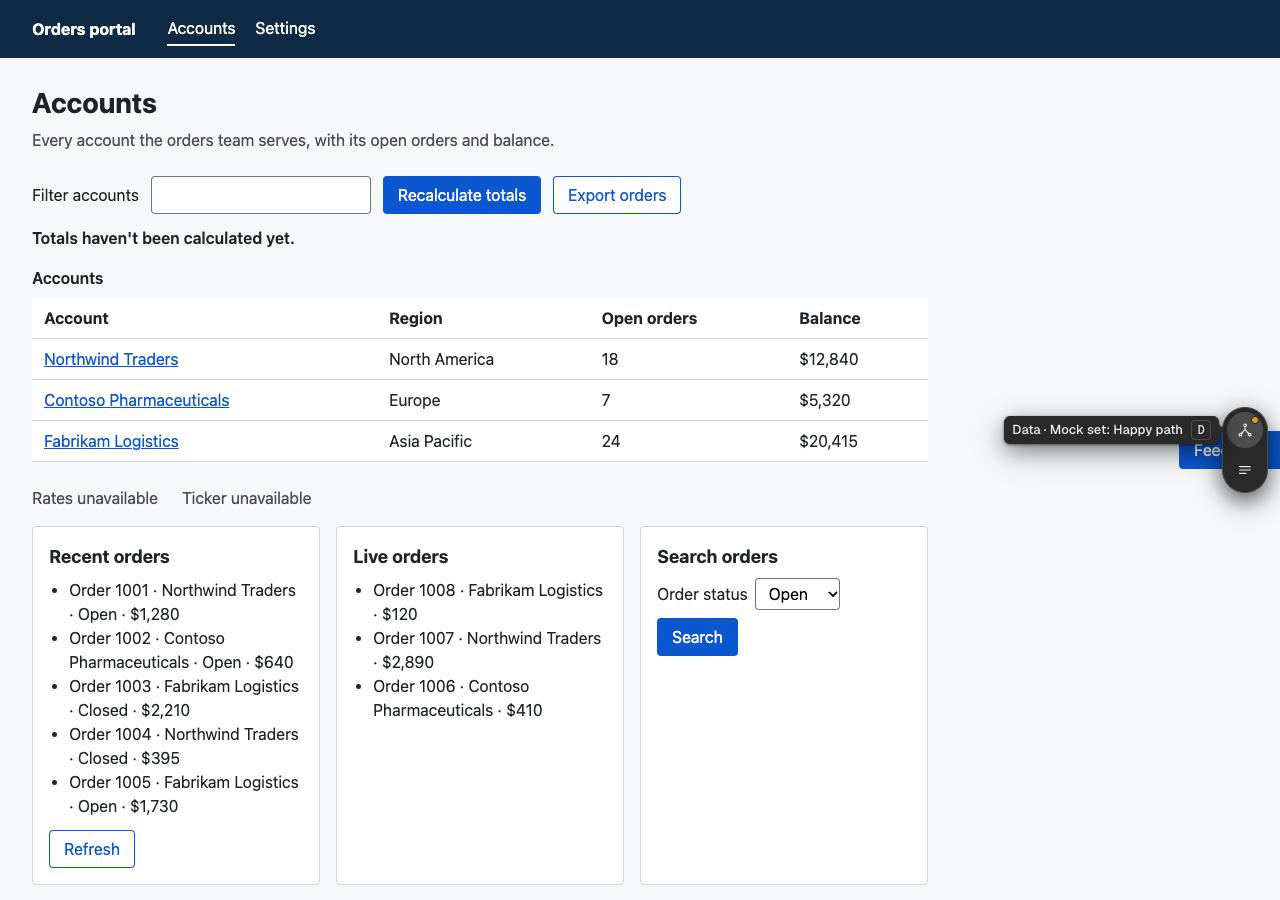 Orders portal
Accounts
Settings
Accounts
Every account the orders team serves, with its open orders and balance.
Filter accounts
Recalculate totals
Export orders
Totals haven't been calculated yet.
Accounts
Account Region Open orders Balance
Northwind Traders North America 18 $12,840
Contoso Pharmaceuticals Europe 7 $5,320
Fabrikam Logistics Asia Pacific 24 $20,415
Data · Mock set: Happy path D
Rates unavailable
Ticker unavailable
Recent orders
• Order 1001 · Northwind Traders
· Open · $1,280
• Order 1002 · Contoso
Pharmaceuticals · Open · $640
• Order 1003 · Fabrikam Logistics
· Closed · $2,210
• Order 1004 · Northwind Traders
· Closed · $395
• Order 1005 · Fabrikam Logistics
· Open · $1,730
Refresh
Live orders
• Order 1008 · Fabrikam Logistics
· $120
• Order 1007 · Northwind Traders
· $2,890
• Order 1006 · Contoso
Pharmaceuticals · $410
Search orders
Order status Open
Search